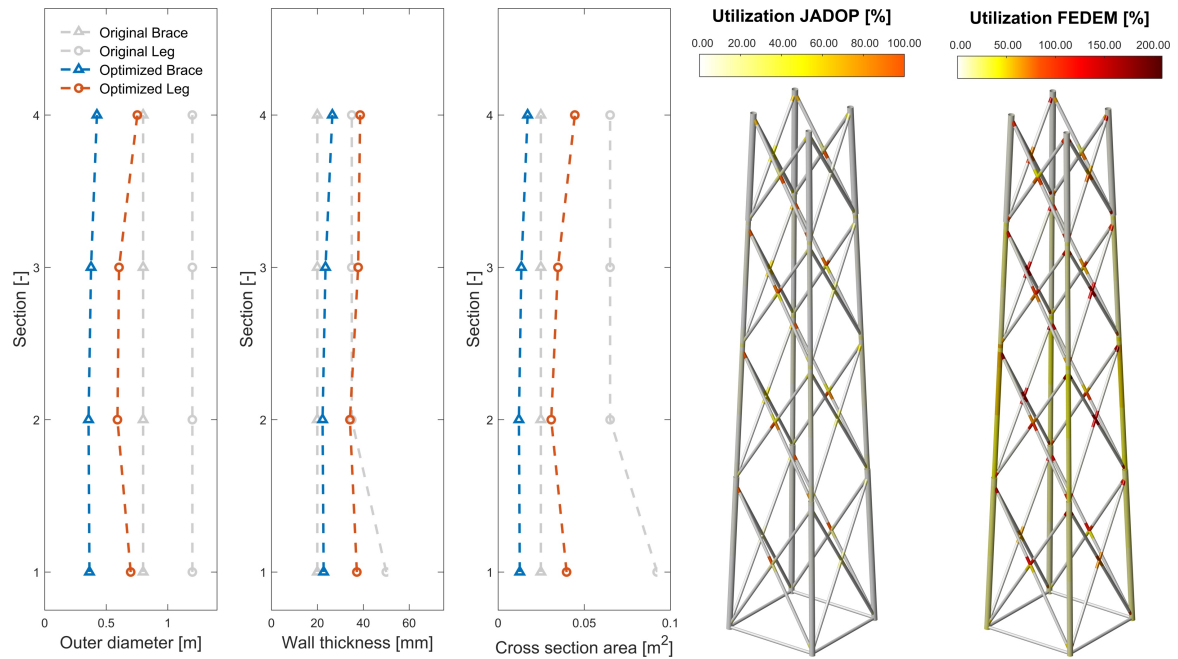 Original Brace
Original Leg
Optimized Brace
Optimized Leg
Section [-]
4
3
2
1
0 0.5 1
Outer diameter [m]
Section [-]
4
3
2
1
0 20 40 60
Wall thickness [mm]
Section [-]
4
3
2
1
0 0.05 0.1
Cross section area [m²]
Utilization JADOP [%]
0.00 20.00 40.00 60.00 80.00 100.00
Utilization FEDEM [%]
0.00 50.00 100.00 150.00 200.00